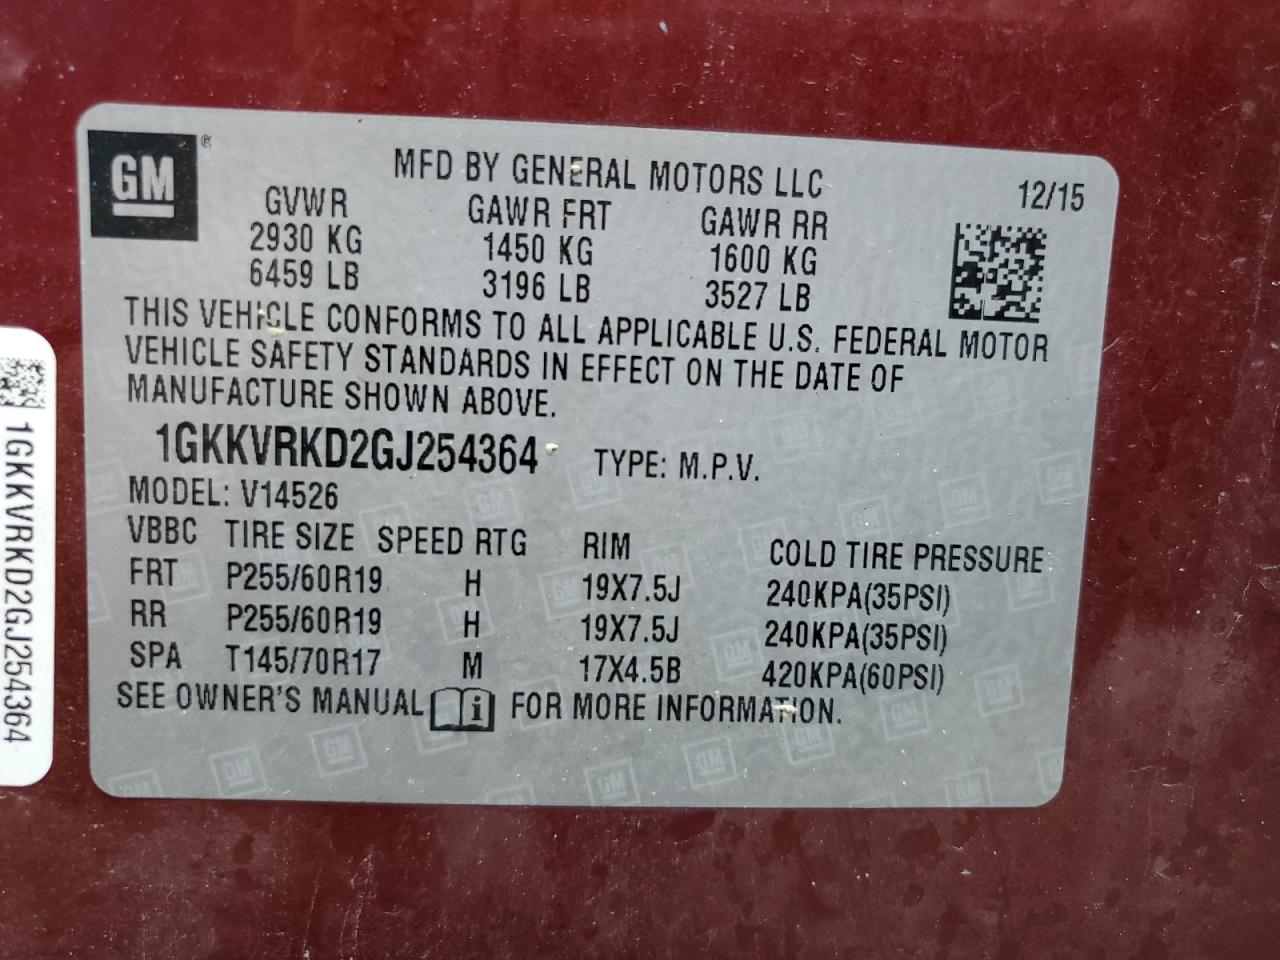 GM®
MFD BY GENERAL MOTORS LLC
12/15
GVWR GAWR FRT GAWR RR
2930 KG 1450 KG 1600 KG
6459 LB 3196 LB 3527 LB
THIS VEHICLE CONFORMS TO ALL APPLICABLE U.S. FEDERAL MOTOR
VEHICLE SAFETY STANDARDS IN EFFECT ON THE DATE OF
MANUFACTURE SHOWN ABOVE.
1GKKVRKD2GJ254364 TYPE: M.P.V.
MODEL: V14526
VBBC TIRE SIZE SPEED RTG RIM COLD TIRE PRESSURE
FRT P255/60R19 H 19X7.5J 240KPA(35PSI)
RR P255/60R19 H 19X7.5J 240KPA(35PSI)
SPA T145/70R17 M 17X4.5B 420KPA(60PSI)
SEE OWNER'S MANUAL i FOR MORE INFORMATION.
1GKKVRKD2GJ254364